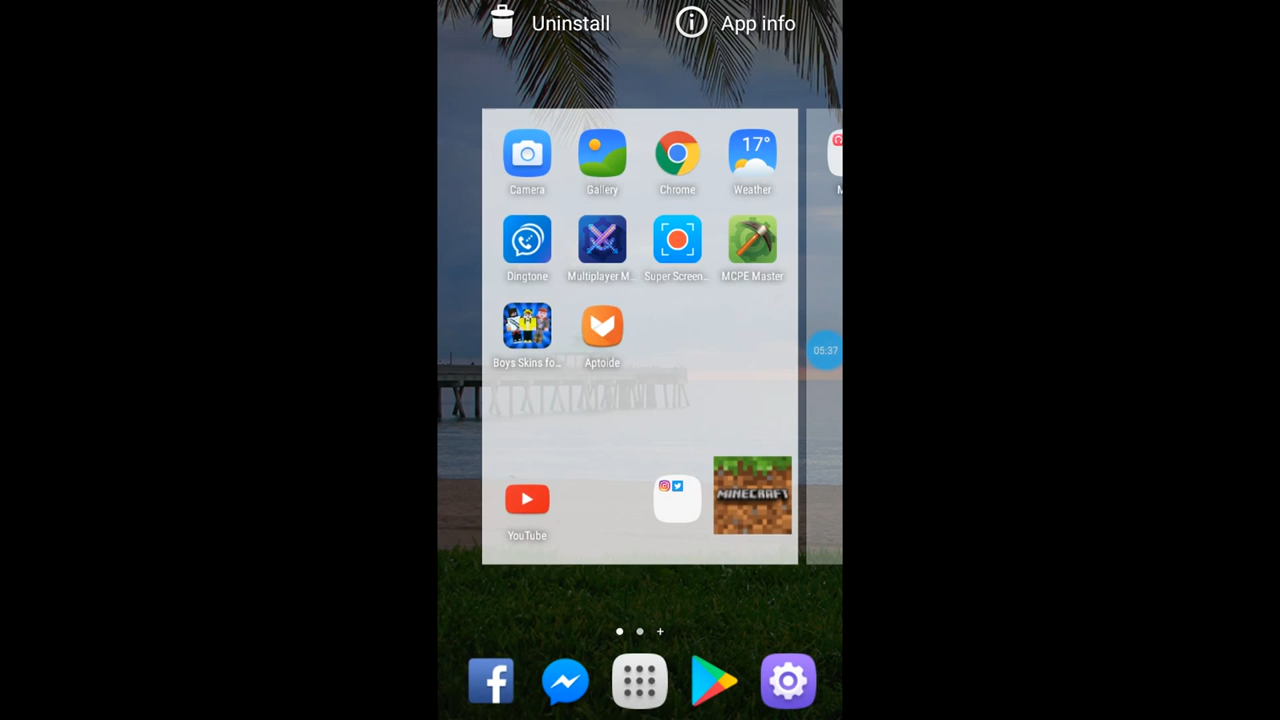 Uninstall App info
17°
Camera Gallery Chrome Weather
Dingtone Multiplayer M... Super Screen... MCPE Master
05:37
Boys Skins fo... Aptoide
MINECRAFT
YouTube